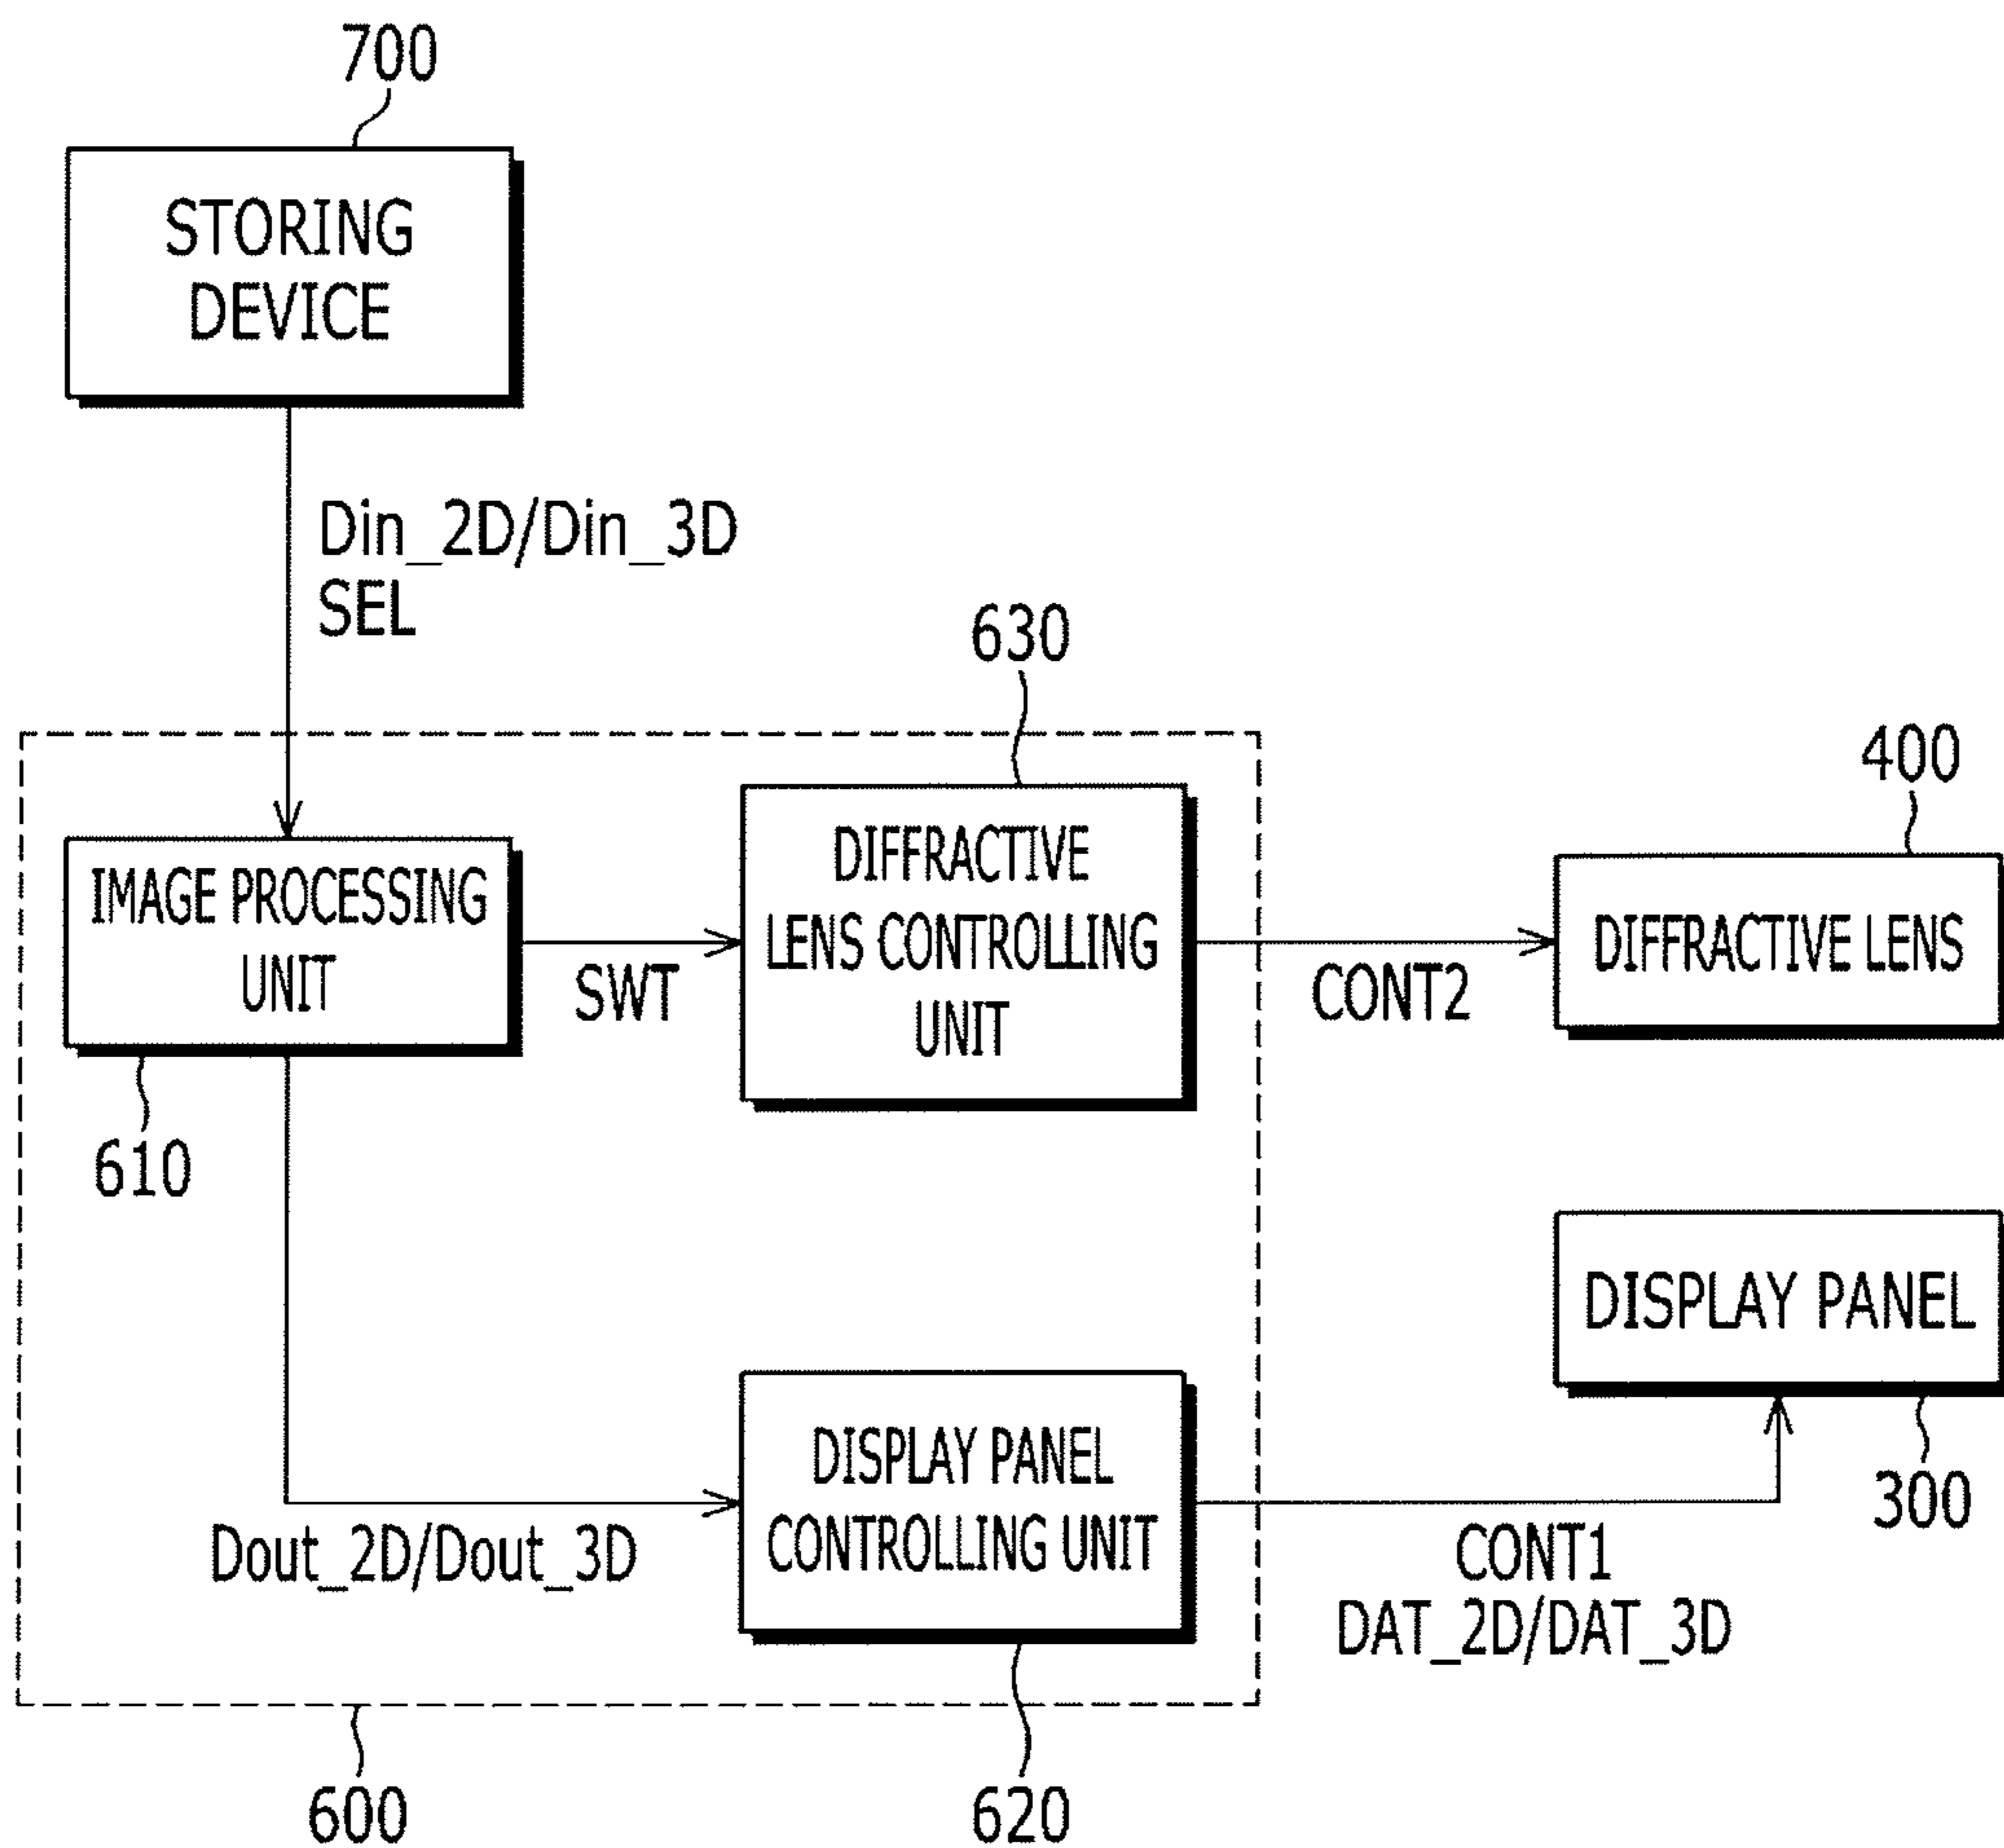 700
STORING
DEVICE
Din_2D/Din_3D
SEL
630
400
IMAGE PROCESSING
UNIT
SWT
DIFFRACTIVE
LENS CONTROLLING
UNIT
CONT2
DIFFRACTIVE LENS
610
DISPLAY PANEL
300
Dout_2D/Dout_3D
DISPLAY PANEL
CONTROLLING UNIT
CONT1
DAT_2D/DAT_3D
600
620